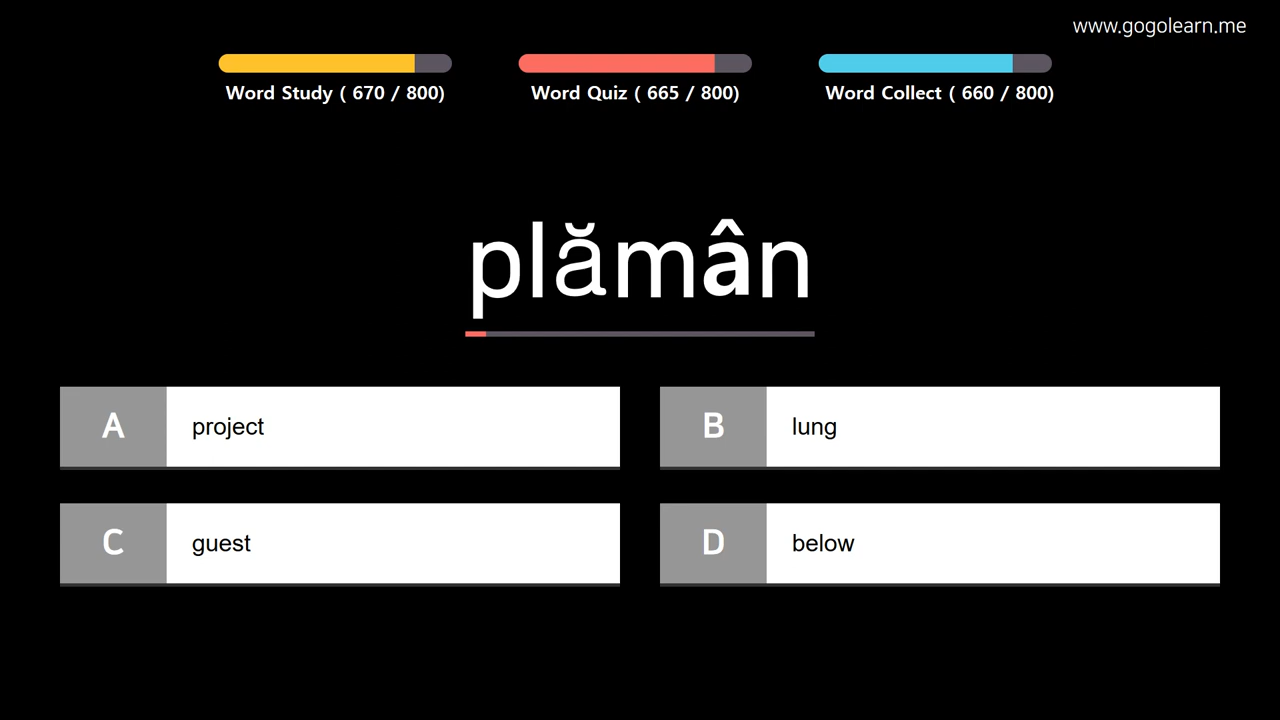 www.gogolearn.me
Word Study ( 670 / 800)
Word Quiz ( 665 / 800)
Word Collect ( 660 / 800)
plămân
A project
B lung
C guest
D below